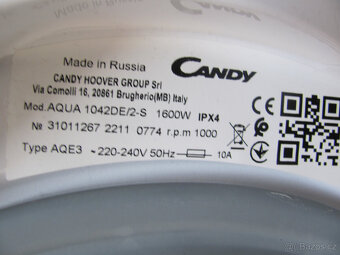 Made in Russia
CANDY
CANDY HOOVER GROUP Srl
Via Comolli 16, 20861 Brugherio(MB) Italy
Mod. AQUA 1042DE/2-S 1600W IPX4
№ 31011267 2211 0774 r.p.m 1000
Type AQE3 ~220-240V 50Hz 10A